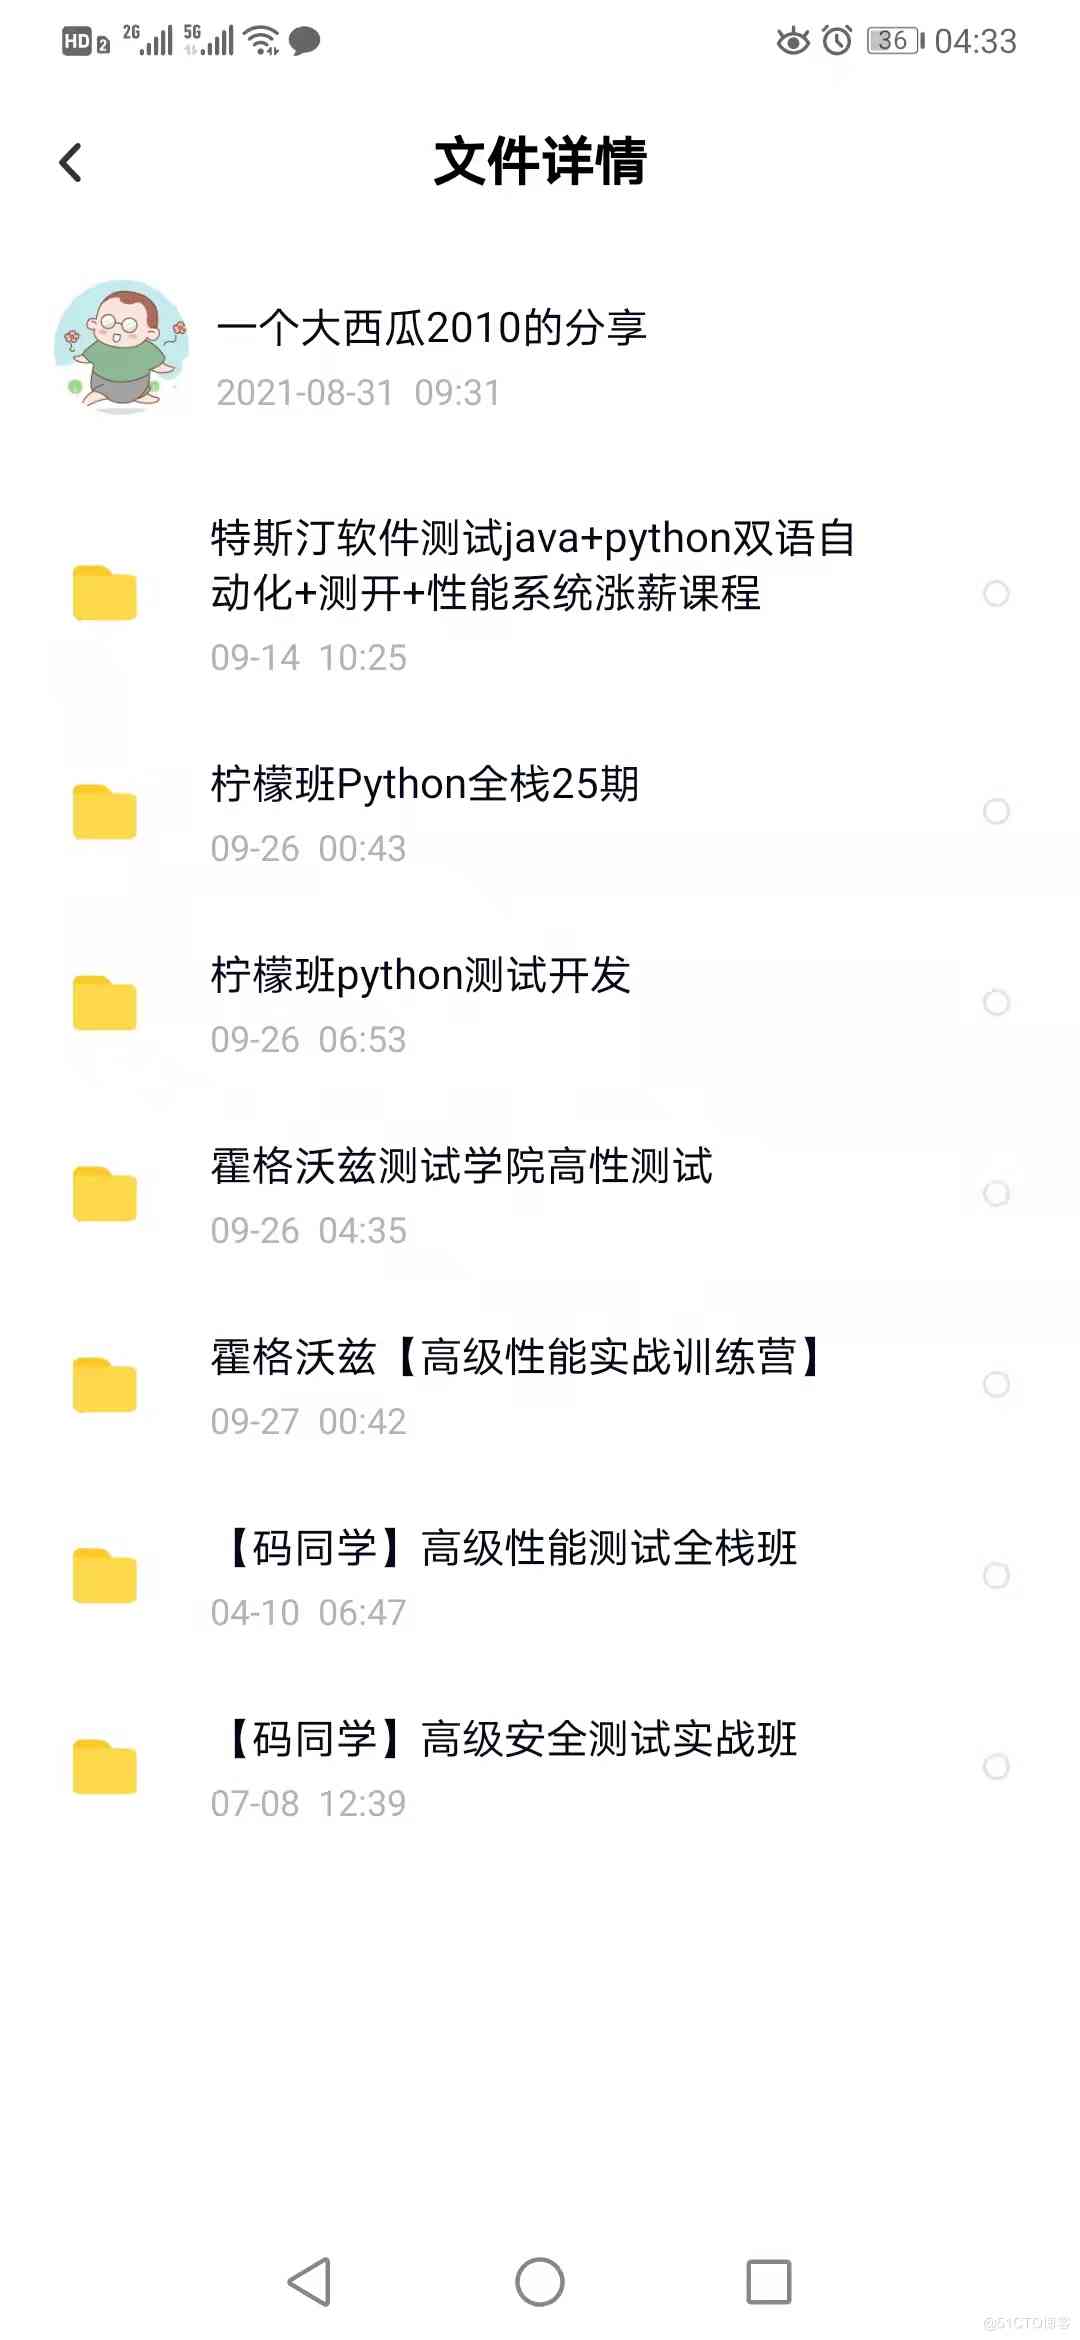 HD 2 2G 5G 36 04:33
文件详情
一个大西瓜2010的分享
2021-08-31 09:31
特斯汀软件测试java+python双语自
动化+测开+性能系统涨薪课程
09-14 10:25
柠檬班Python全栈25期
09-26 00:43
柠檬班python测试开发
09-26 06:53
霍格沃兹测试学院高性测试
09-26 04:35
霍格沃兹【高级性能实战训练营】
09-27 00:42
【码同学】高级性能测试全栈班
04-10 06:47
【码同学】高级安全测试实战班
07-08 12:39
@51CTO博客